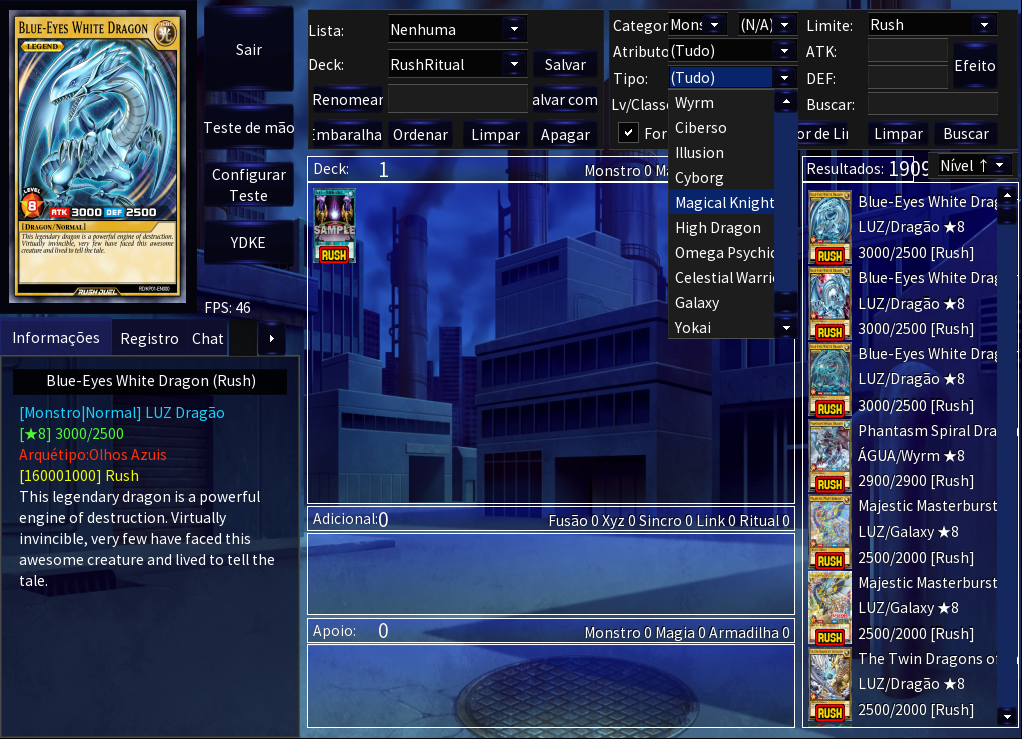 BLUE-EYES WHITE DRAGON
LEGEND
LEVEL
8
ATK 3000 DEF 2500
[DRAGON/NORMAL]
This legendary dragon is a powerful engine of destruction.
Virtually invincible, very few have faced this awesome
creature and lived to tell the tale.
RUSH DUEL
RD/KP01-EN000
Sair
Teste de mão
Configurar
Teste
YDKE
FPS: 46
Lista:
Nenhuma
Deck:
RushRitual
Salvar
Renomear
alvar com
Embaralha
Ordenar
Limpar
Apagar
Categor
Mons
(N/A)
Atributo
(Tudo)
Tipo:
(Tudo)
Lv/Classe
For
Wyrm
Ciberso
Illusion
Cyborg
Magical Knight
High Dragon
Omega Psychic
Celestial Warri
Galaxy
Yokai
Limite:
Rush
ATK:
DEF:
Efeito
Buscar:
or de Lin
Limpar
Buscar
Informações
Registro
Chat
Blue-Eyes White Dragon (Rush)
[Monstro|Normal] LUZ Dragão
[★8] 3000/2500
Arquétipo:Olhos Azuis
[160001000] Rush
This legendary dragon is a powerful
engine of destruction. Virtually
invincible, very few have faced this
awesome creature and lived to tell the
tale.
Deck:
1
Monstro 0 Ma
SAMPLE
RUSH
Adicional:0
Fusão 0 Xyz 0 Sincro 0 Link 0 Ritual 0
Apoio:
0
Monstro 0 Magia 0 Armadilha 0
Resultados: 1909
Nível ↑
Blue-Eyes White Drag
LUZ/Dragão ★8
3000/2500 [Rush]
RUSH
Blue-Eyes White Drag
LUZ/Dragão ★8
3000/2500 [Rush]
RUSH
Blue-Eyes White Drag
LUZ/Dragão ★8
3000/2500 [Rush]
RUSH
Phantasm Spiral Dra
ÁGUA/Wyrm ★8
2900/2900 [Rush]
RUSH
Majestic Masterburst
LUZ/Galaxy ★8
2500/2000 [Rush]
RUSH
Majestic Masterburst
LUZ/Galaxy ★8
2500/2000 [Rush]
RUSH
The Twin Dragons of
LUZ/Dragão ★8
2500/2000 [Rush]
RUSH